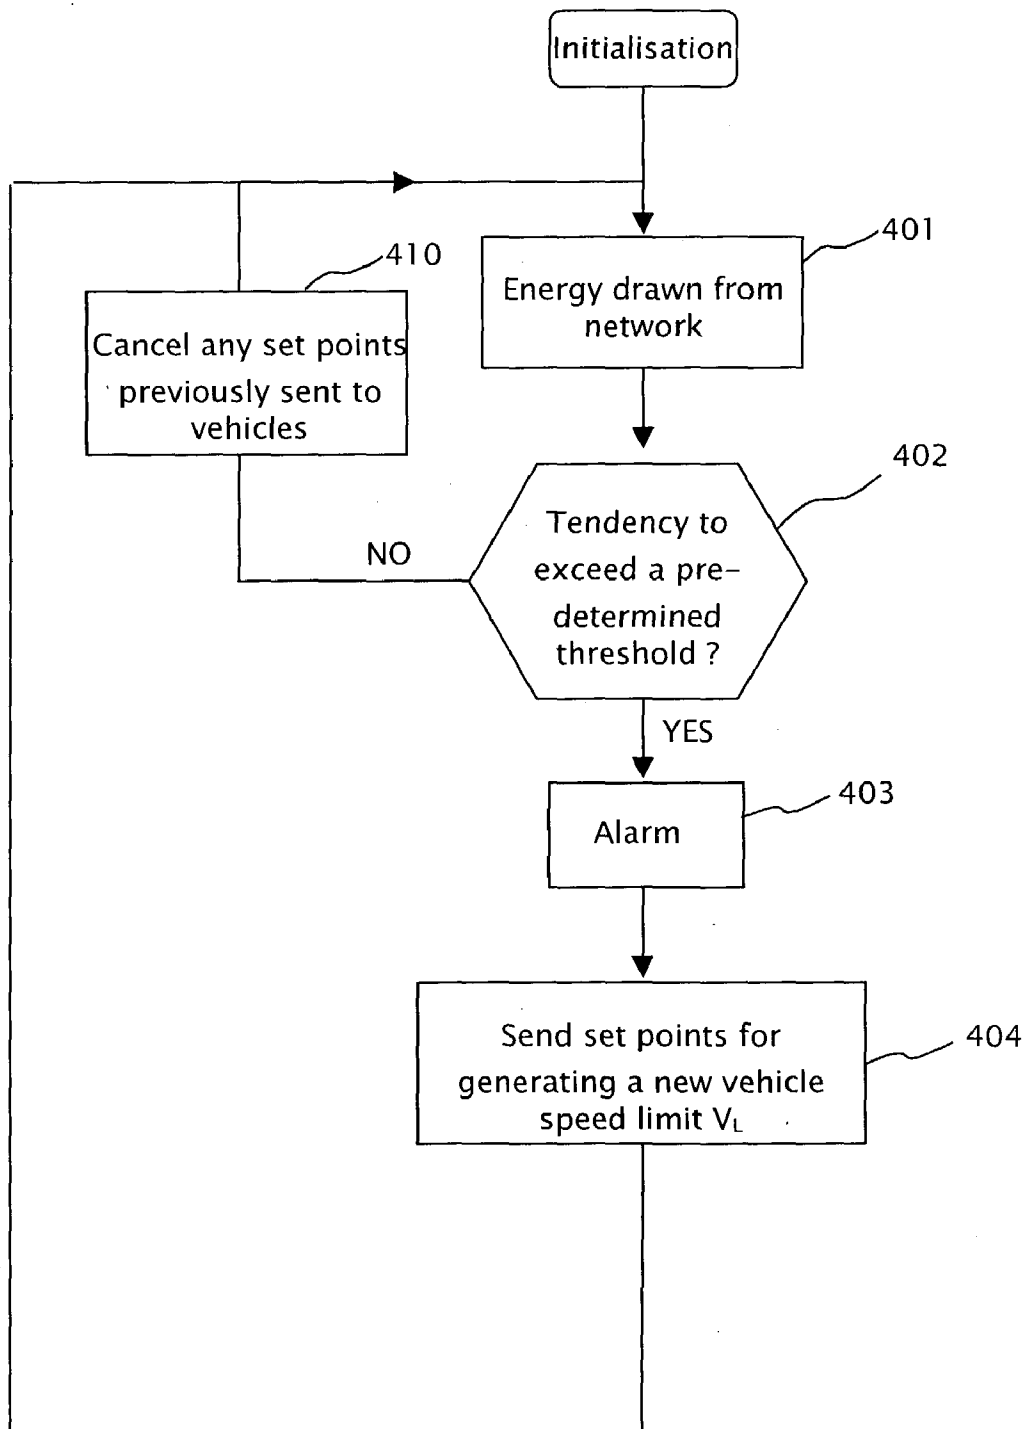 Initialisation
401
Energy drawn from
network
410
Cancel any set points
previously sent to
vehicles
402
Tendency to
exceed a pre-
determined
threshold ?
NO
YES
403
Alarm
404
Send set points for
generating a new vehicle
speed limit VL